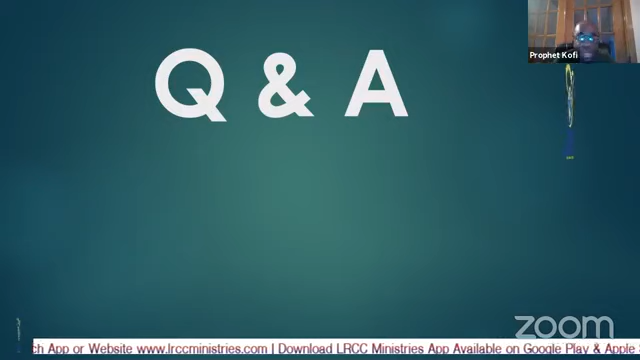 Prophet Kofi
Q & A
zoom
App or Website www.lrccministries.com | Download LRCC Ministries App Available on Google Play & Apple